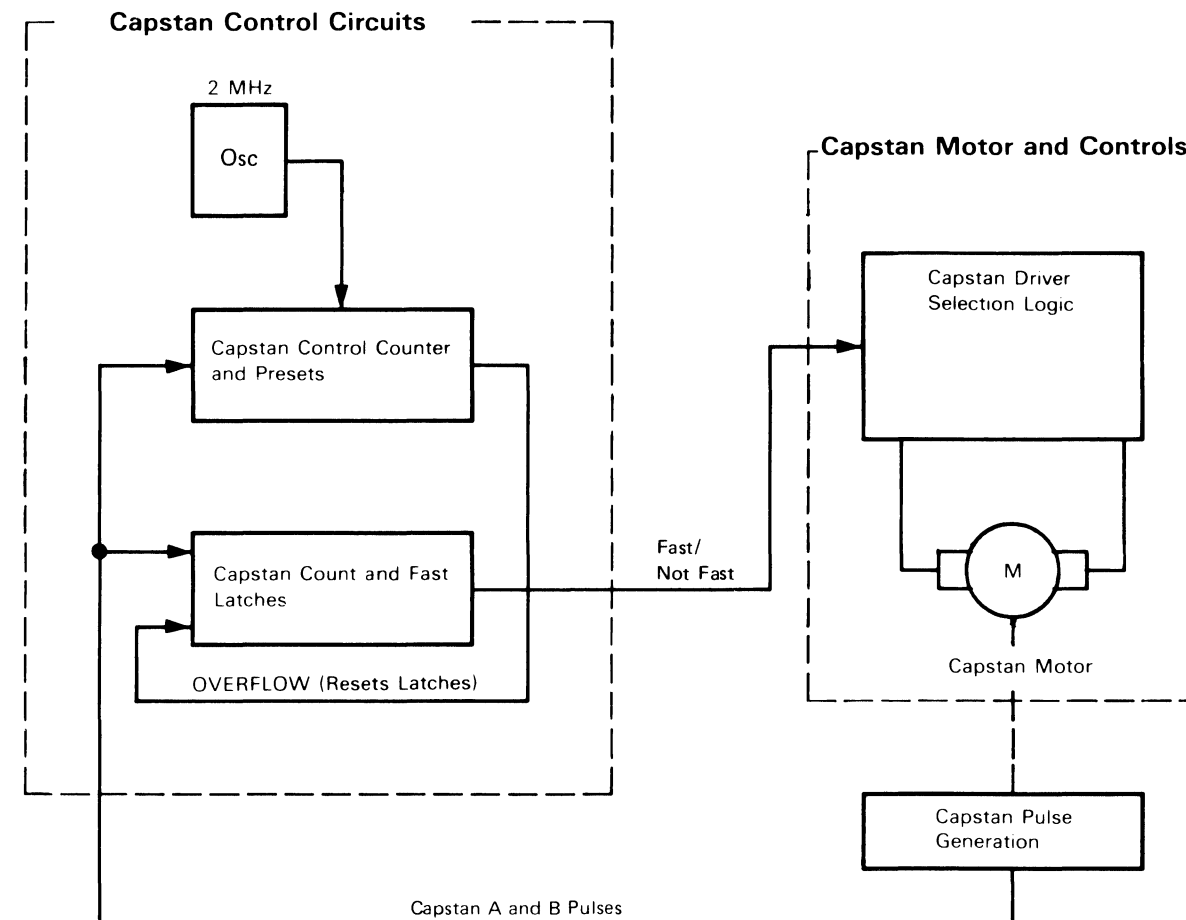 Capstan Control Circuits
2 MHz
Osc
Capstan Motor and Controls
Capstan Driver
Selection Logic
Capstan Control Counter
and Presets
Fast/
Not Fast
Capstan Count and Fast
Latches
M
OVERFLOW (Resets Latches)
Capstan Motor
Capstan Pulse
Generation
Capstan A and B Pulses